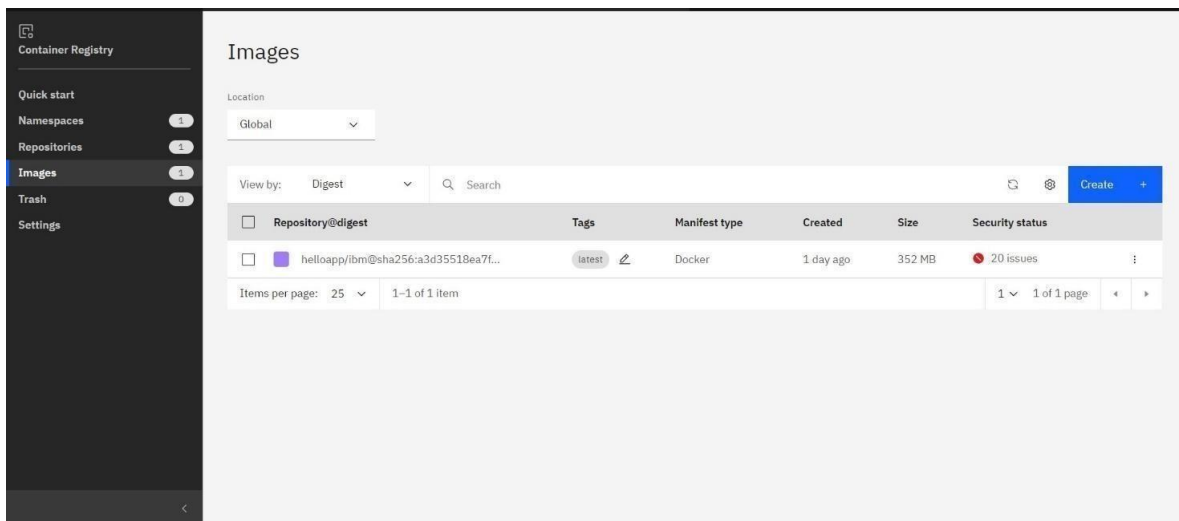 Container Registry
Quick start
Namespaces 1
Repositories 1
Images 1
Trash 0
Settings
Images
Location
Global
View by: Digest Search Create +
Repository@digest Tags Manifest type Created Size Security status
helloapp/ibm@sha256:a3d35518ea7f... latest Docker 1 day ago 352 MB 20 issues
Items per page: 25 1–1 of 1 item 1 1 of 1 page